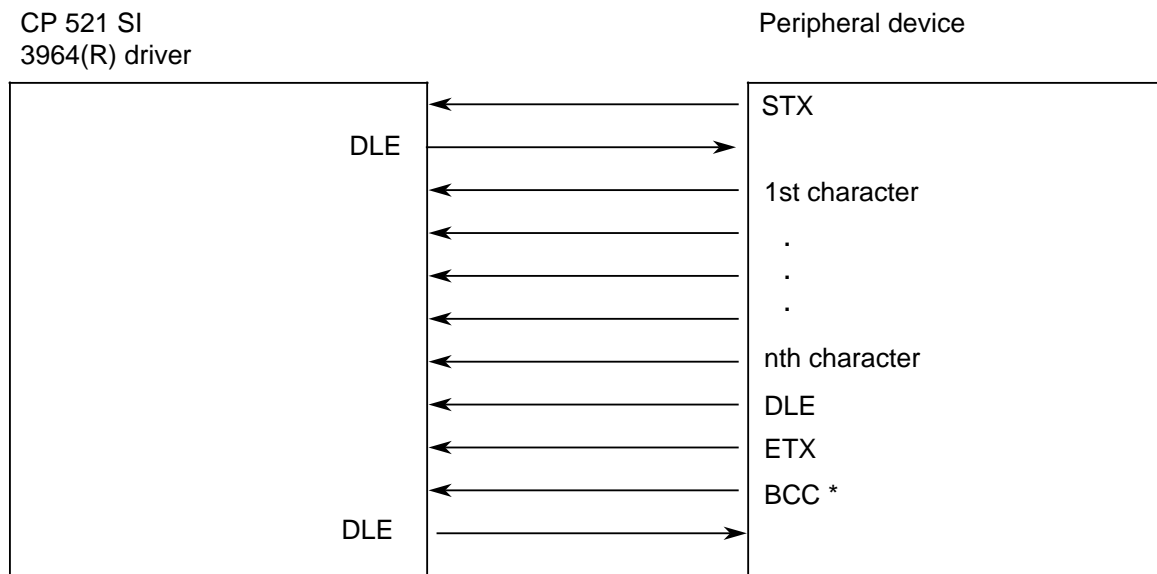 CP 521 SI
3964(R) driver
Peripheral device
STX
DLE
1st character
.
.
.
nth character
DLE
ETX
BCC *
DLE